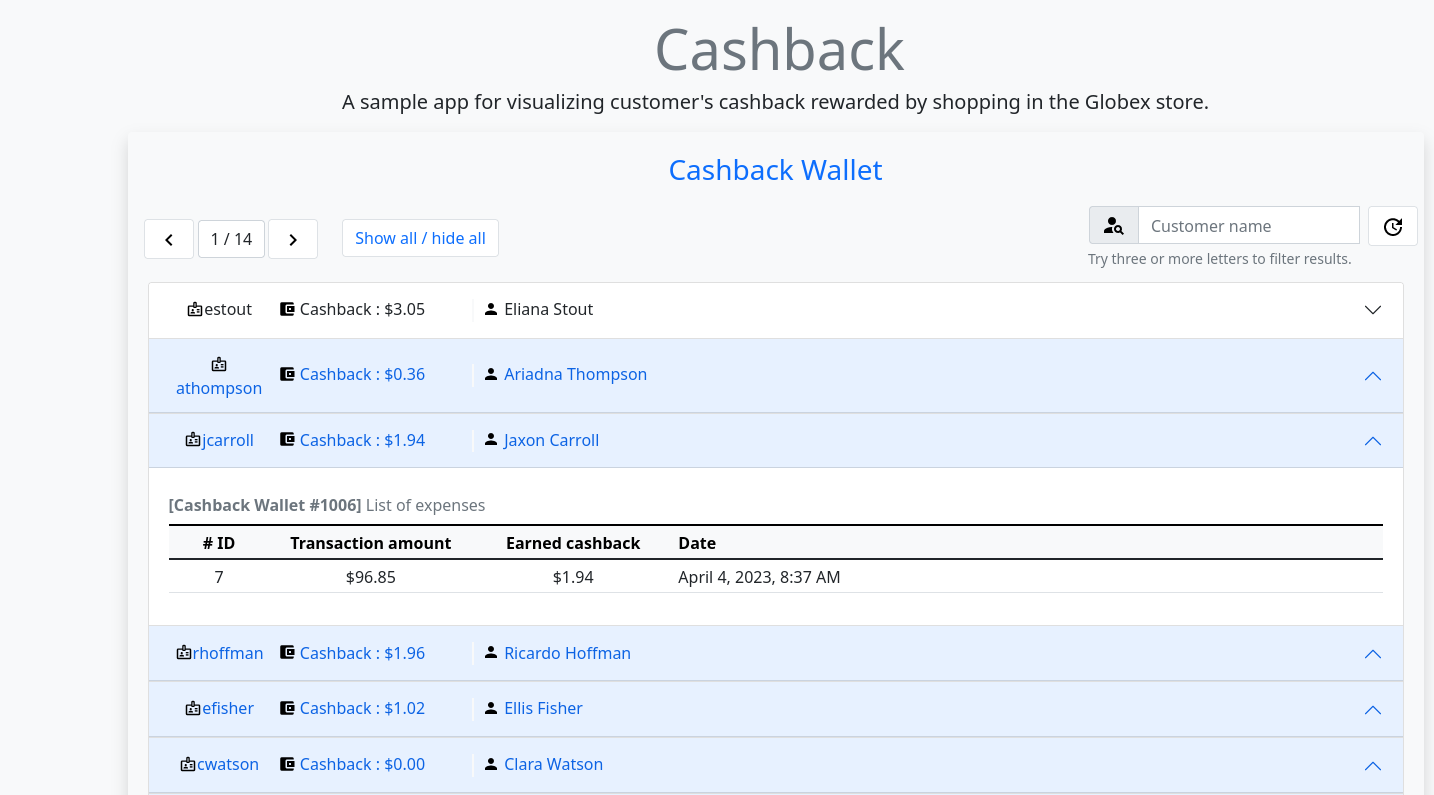 Cashback
A sample app for visualizing customer's cashback rewarded by shopping in the Globex store.
Cashback Wallet
1 / 14 Show all / hide all Customer name
Try three or more letters to filter results.
estout Cashback : $3.05 Eliana Stout
athompson Cashback : $0.36 Ariadna Thompson
jcarroll Cashback : $1.94 Jaxon Carroll
[Cashback Wallet #1006] List of expenses
# ID Transaction amount Earned cashback Date
7 $96.85 $1.94 April 4, 2023, 8:37 AM
rhoffman Cashback : $1.96 Ricardo Hoffman
efisher Cashback : $1.02 Ellis Fisher
cwatson Cashback : $0.00 Clara Watson